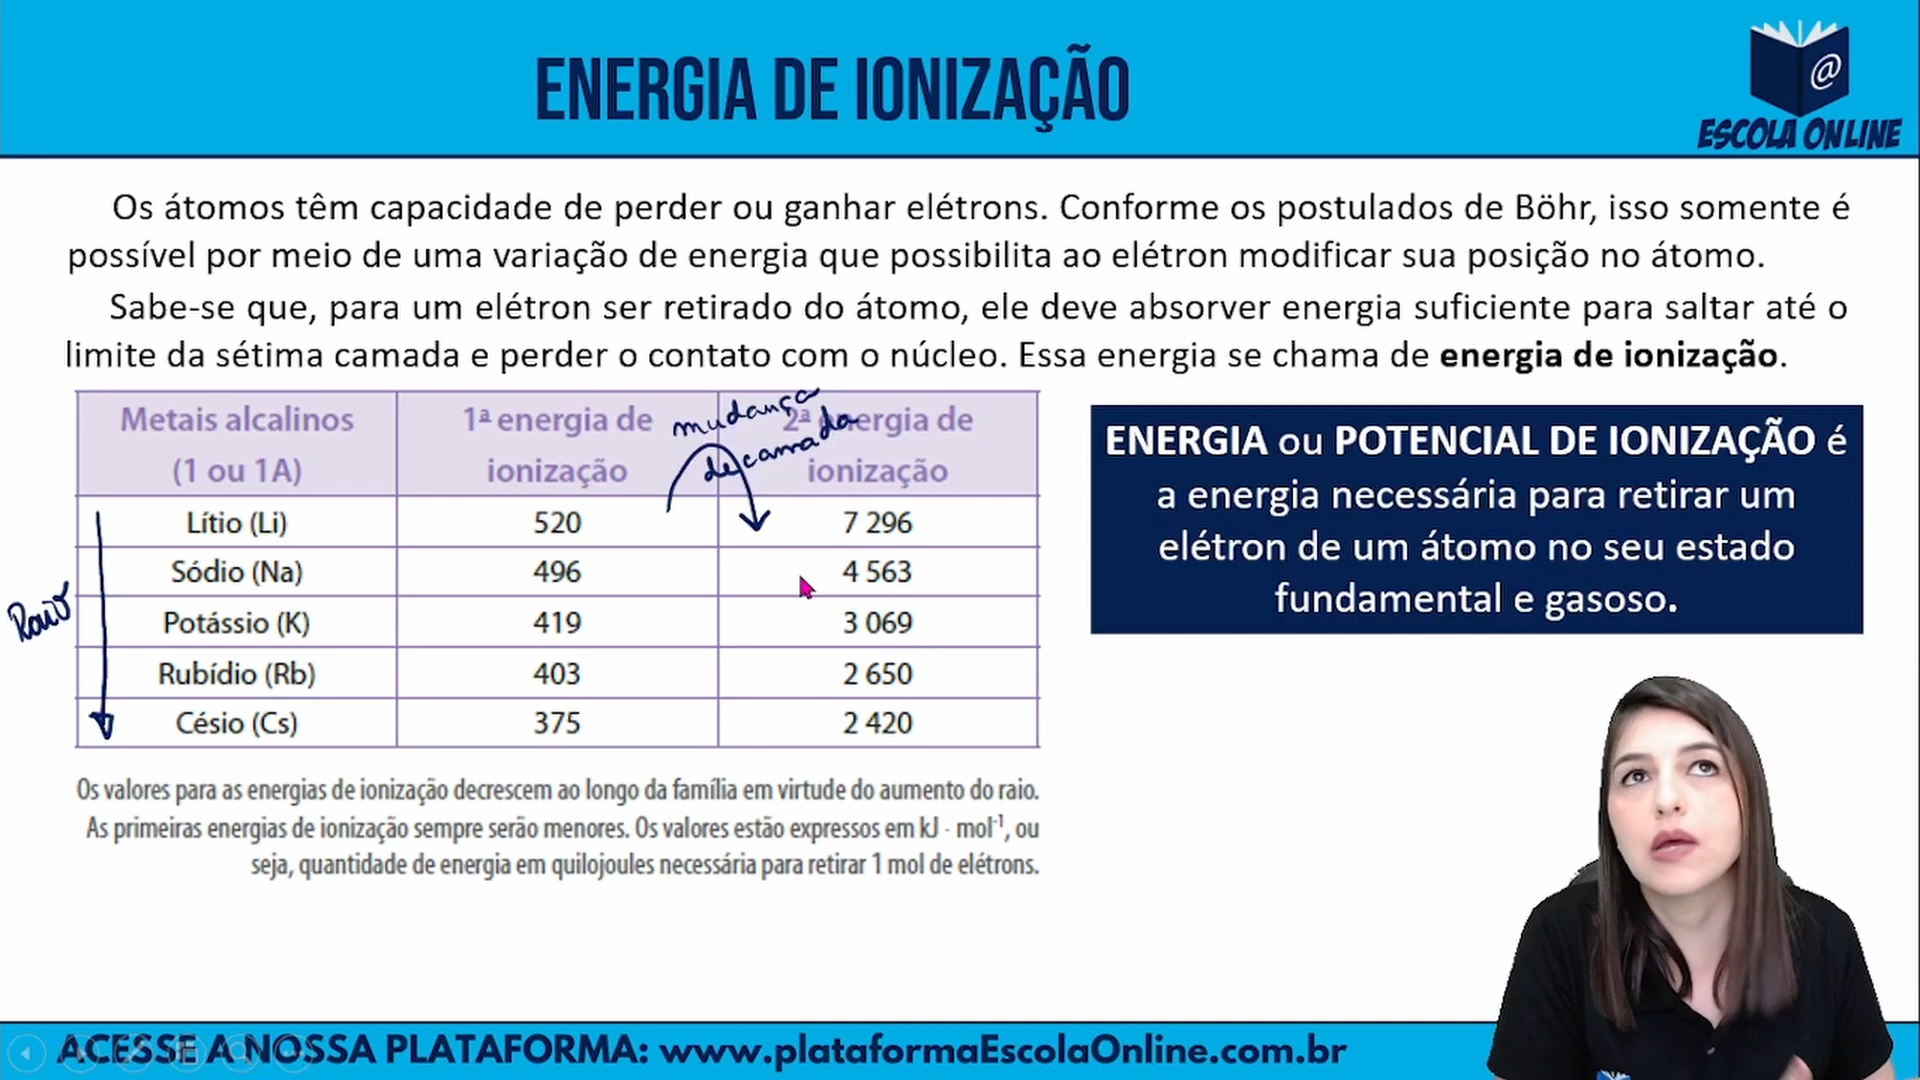 ENERGIA DE IONIZAÇÃO
@
ESCOLA ONLINE
Os átomos têm capacidade de perder ou ganhar elétrons. Conforme os postulados de Böhr, isso somente é
possível por meio de uma variação de energia que possibilita ao elétron modificar sua posição no átomo.
Sabe-se que, para um elétron ser retirado do átomo, ele deve absorver energia suficiente para saltar até o
limite da sétima camada e perder o contato com o núcleo. Essa energia se chama de energia de ionização.
Metais alcalinos
(1 ou 1A)
1ª energia de
ionização
2ª energia de
ionização
mudança
de camada
Lítio (Li) 520 7 296
Sódio (Na) 496 4 563
Potássio (K) 419 3 069
Rubídio (Rb) 403 2 650
Césio (Cs) 375 2 420
Raio
Os valores para as energias de ionização decrescem ao longo da família em virtude do aumento do raio.
As primeiras energias de ionização sempre serão menores. Os valores estão expressos em kJ · mol⁻¹, ou
seja, quantidade de energia em quilojoules necessária para retirar 1 mol de elétrons.
ENERGIA ou POTENCIAL DE IONIZAÇÃO é
a energia necessária para retirar um
elétron de um átomo no seu estado
fundamental e gasoso.
ACESSE A NOSSA PLATAFORMA: www.plataformaEscolaOnline.com.br